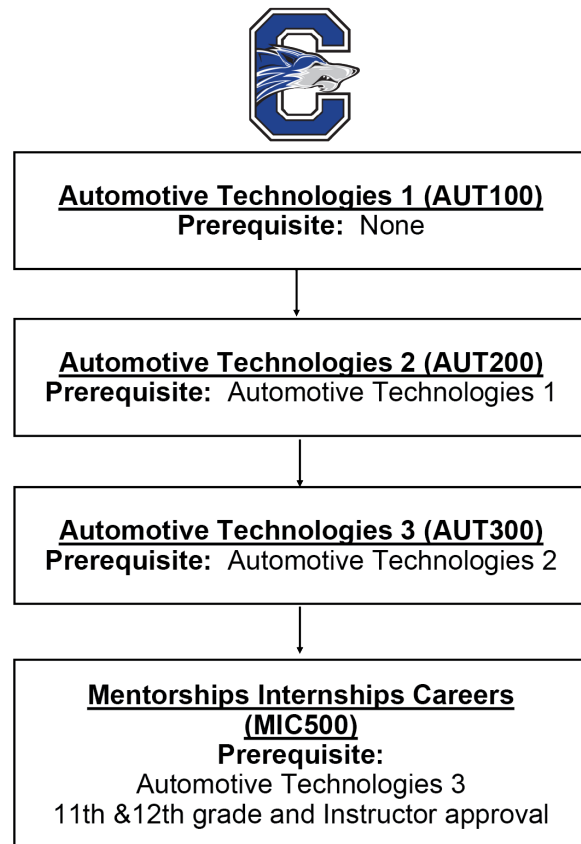 C
Automotive Technologies 1 (AUT100)
Prerequisite: None
Automotive Technologies 2 (AUT200)
Prerequisite: Automotive Technologies 1
Automotive Technologies 3 (AUT300)
Prerequisite: Automotive Technologies 2
Mentorships Internships Careers
(MIC500)
Prerequisite:
Automotive Technologies 3
11th &12th grade and Instructor approval